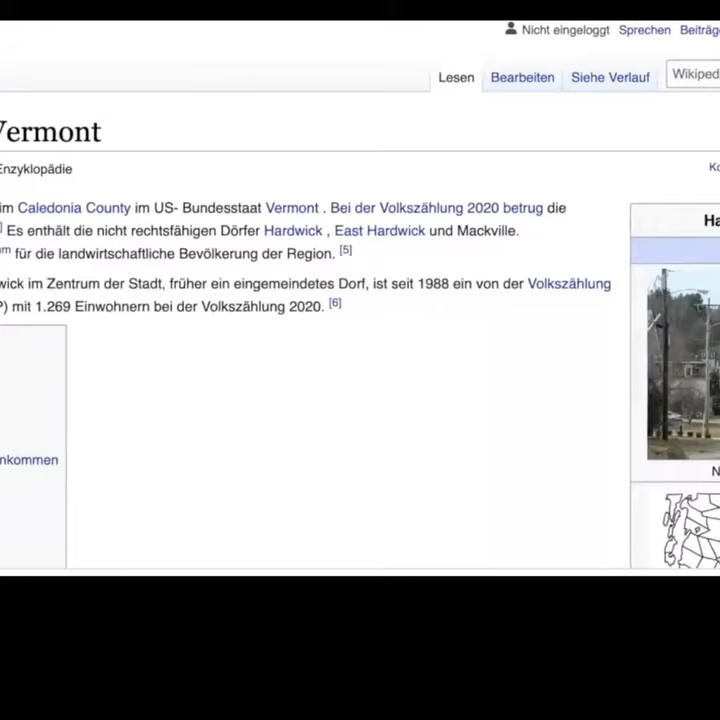 Nicht eingeloggt Sprechen Beiträg
Lesen Bearbeiten Siehe Verlauf Wikiped
Vermont
Enzyklopädie
im Caledonia County im US- Bundesstaat Vermont . Bei der Volkszählung 2020 betrug die
] Es enthält die nicht rechtsfähigen Dörfer Hardwick , East Hardwick und Mackville.
für die landwirtschaftliche Bevölkerung der Region. [5]
wick im Zentrum der Stadt, früher ein eingemeindetes Dorf, ist seit 1988 ein von der Volkszählung
P) mit 1.269 Einwohnern bei der Volkszählung 2020. [6]
nkommen
Ko
Ha
N